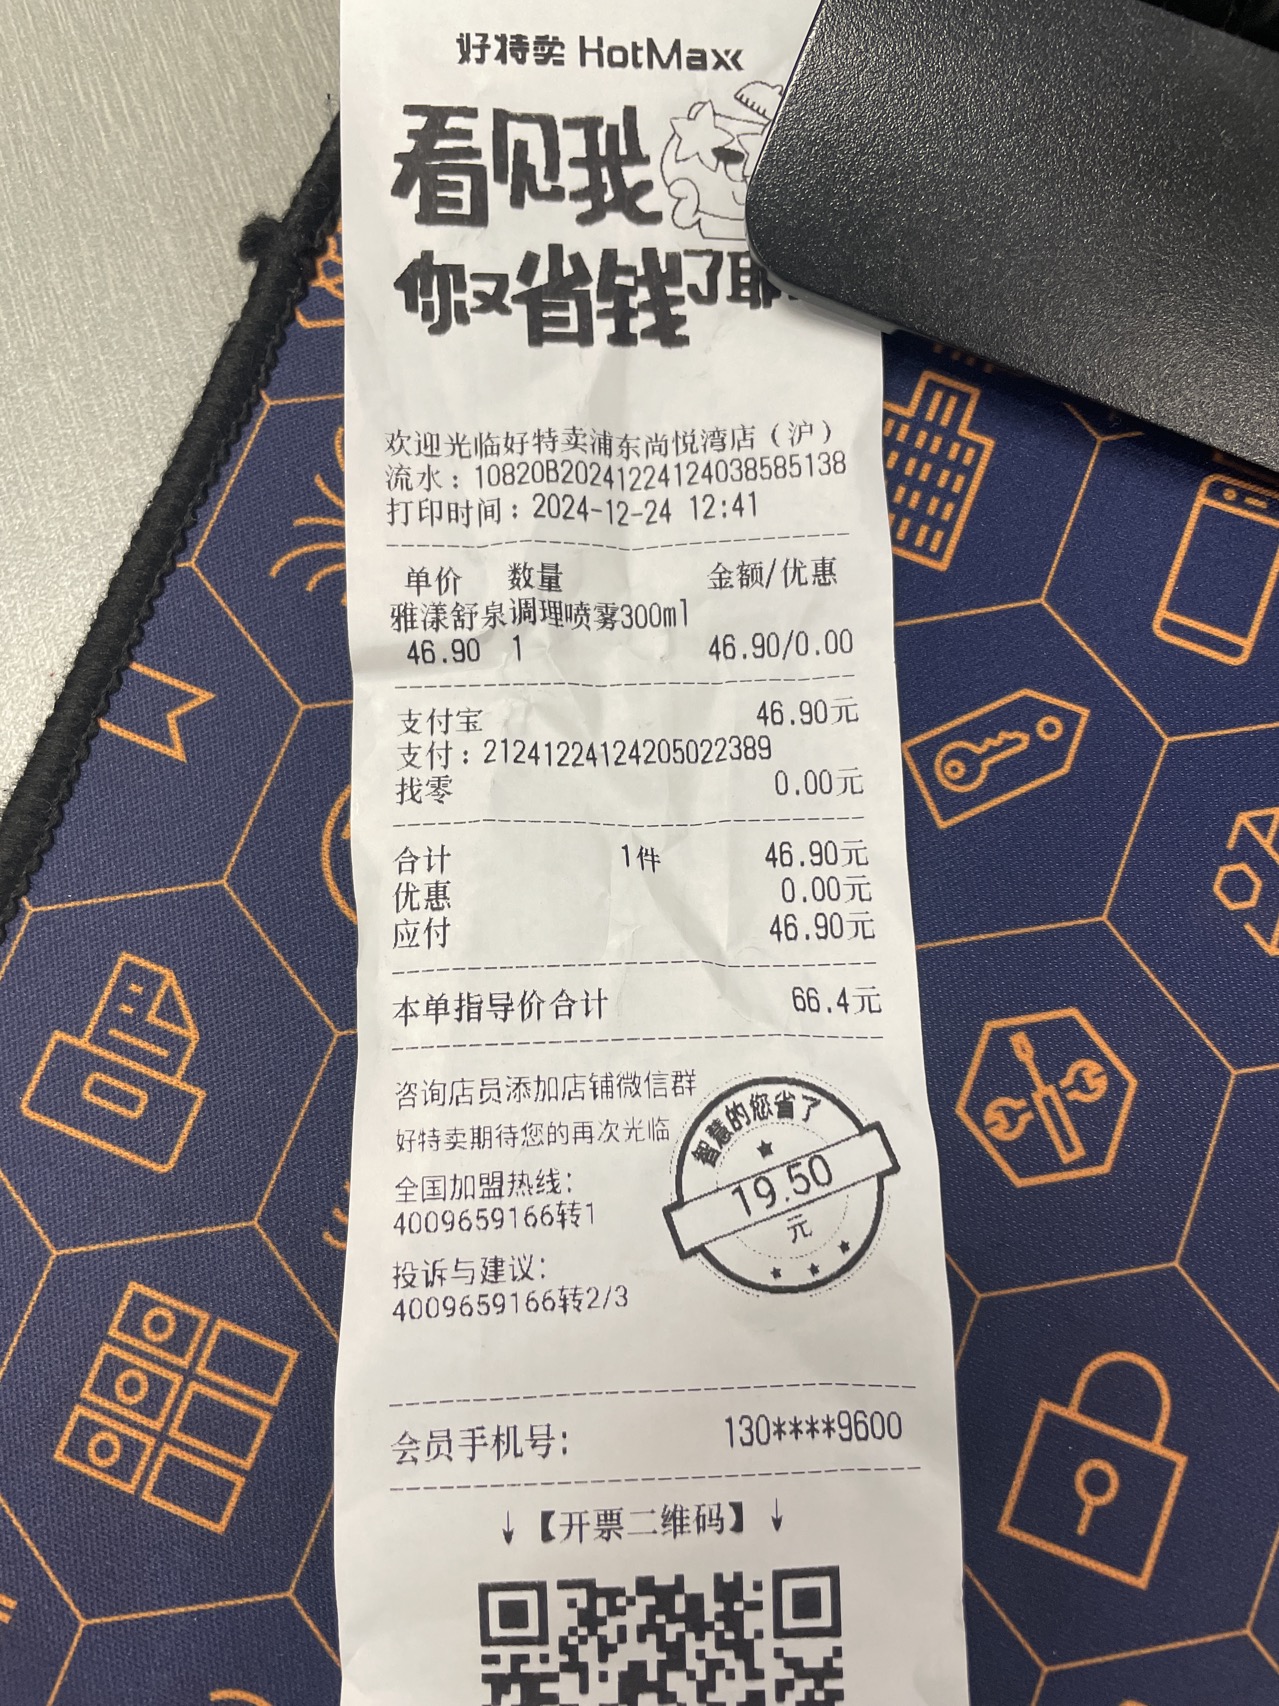 好特卖 HotMaxx
看见我
你又省钱了耶
欢迎光临好特卖浦东尚悦湾店（沪）
流水：10820B20241224124038585138
打印时间：2024-12-24 12:41
单价 数量 金额/优惠
雅漾舒泉调理喷雾300ml
46.90 1 46.90/0.00
支付宝 46.90元
支付：21241224124205022389
找零 0.00元
合计 1件 46.90元
优惠 0.00元
应付 46.90元
本单指导价合计 66.4元
咨询店员添加店铺微信群
好特卖期待您的再次光临
智慧的您省了
19.50
元
全国加盟热线：
4009659166转1
投诉与建议：
4009659166转2/3
会员手机号： 130****9600
↓【开票二维码】↓